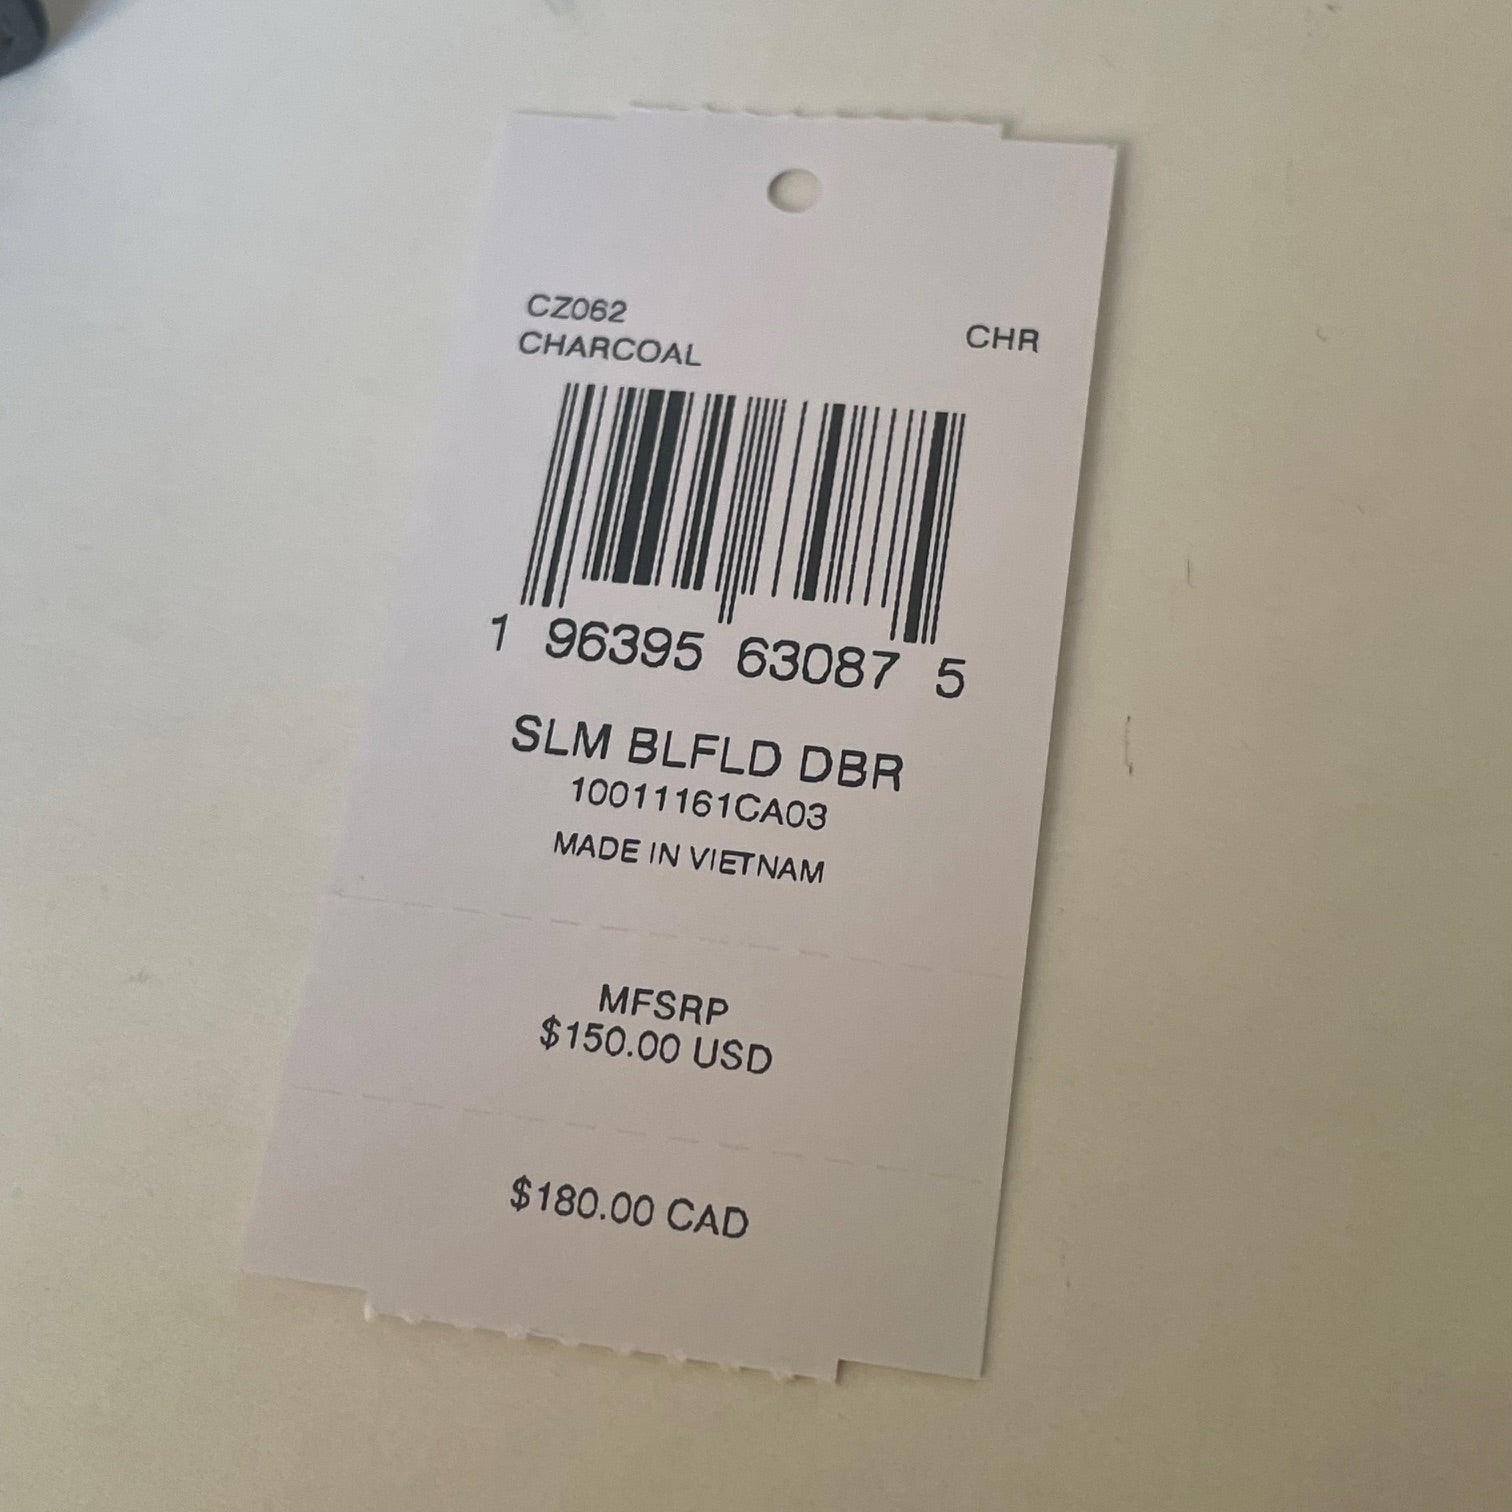 CZ062
CHARCOAL
CHR
1 96395 63087 5
SLM BLFLD DBR
10011161CA03
MADE IN VIETNAM
MFSRP
$150.00 USD
$180.00 CAD